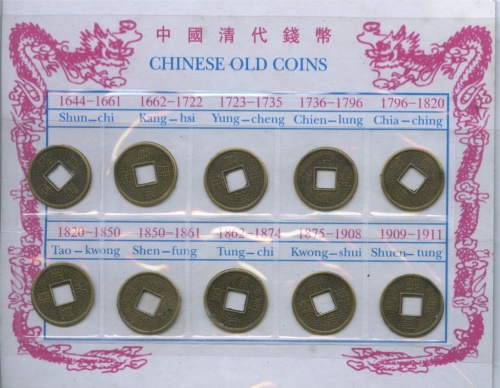 中國清代錢幣
CHINESE OLD COINS
1644–1661 1662–1722 1723–1735 1736–1796 1796–1820
Shun–chi Kang–hsi Yung–cheng Chien–lung Chia–ching
1820–1850 1850–1861 1862–1874 1875–1908 1909–1911
Tao–kwong Shen–fung Tung–chi Kwong–shui Shuen–tung